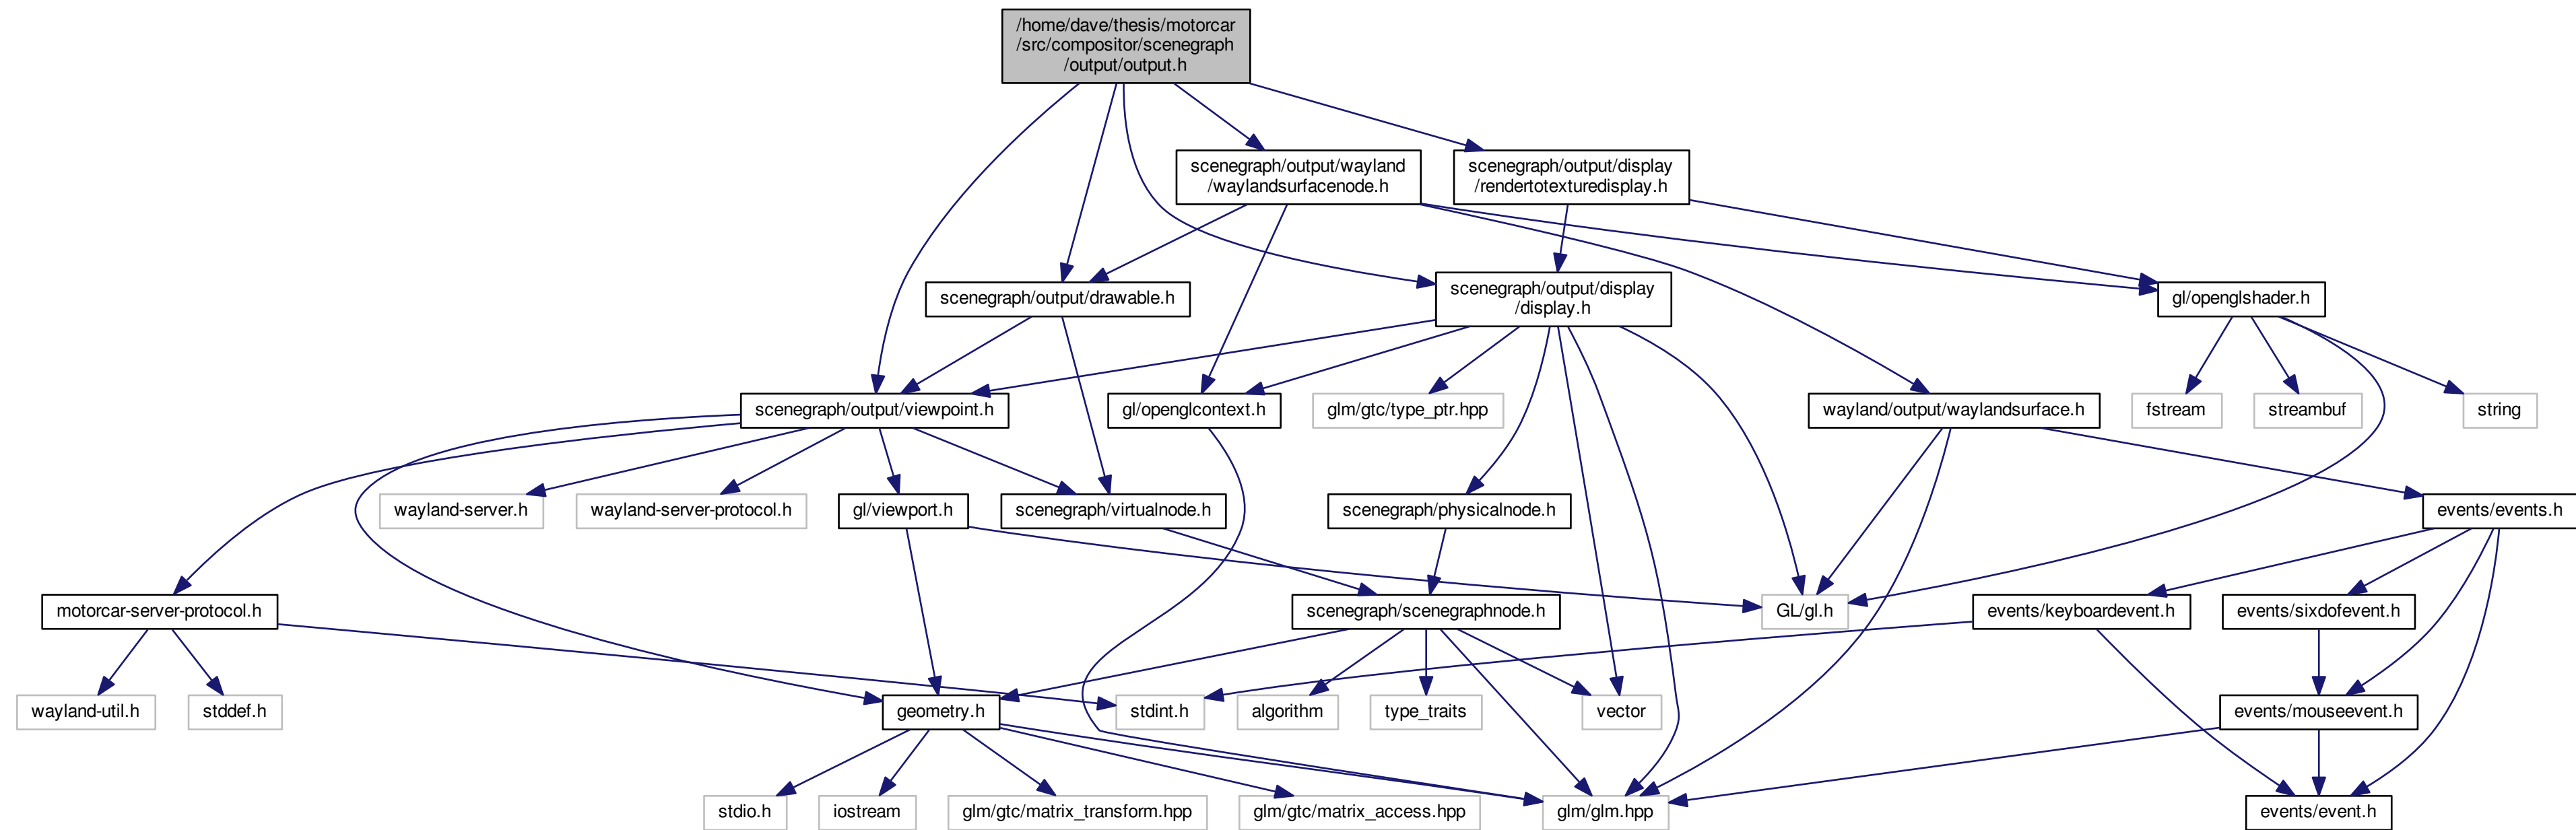 /home/dave/thesis/motorcar
/src/compositor/scenegraph
/output/output.h
scenegraph/output/wayland
/waylandsurfacenode.h
scenegraph/output/display
/rendertotexturedisplay.h
scenegraph/output/drawable.h
scenegraph/output/display
/display.h
gl/openglshader.h
scenegraph/output/viewpoint.h
gl/openglcontext.h
glm/gtc/type_ptr.hpp
wayland/output/waylandsurface.h
fstream
streambuf
string
wayland-server.h
wayland-server-protocol.h
gl/viewport.h
scenegraph/virtualnode.h
scenegraph/physicalnode.h
events/events.h
motorcar-server-protocol.h
scenegraph/scenegraphnode.h
GL/gl.h
events/keyboardevent.h
events/sixdofevent.h
wayland-util.h
stddef.h
geometry.h
stdint.h
algorithm
type_traits
vector
events/mouseevent.h
stdio.h
iostream
glm/gtc/matrix_transform.hpp
glm/gtc/matrix_access.hpp
glm/glm.hpp
events/event.h